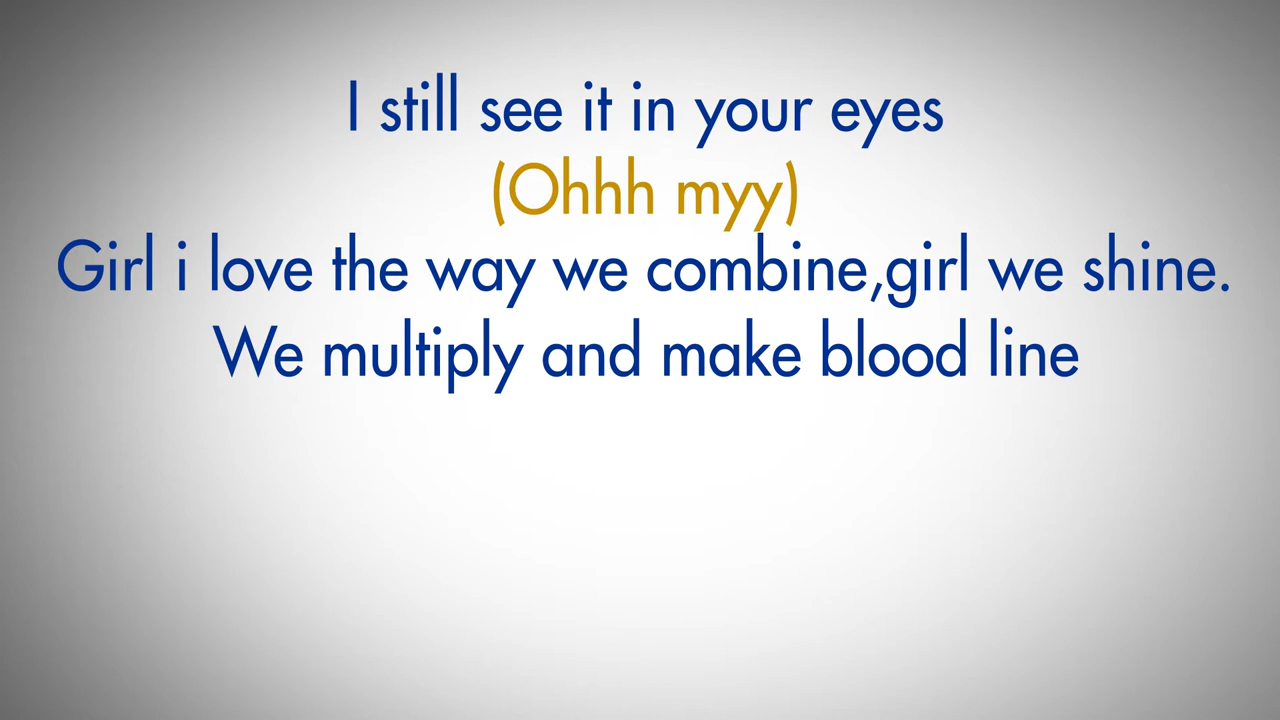 I still see it in your eyes
(Ohhh myy)
Girl i love the way we combine,girl we shine.
We multiply and make blood line